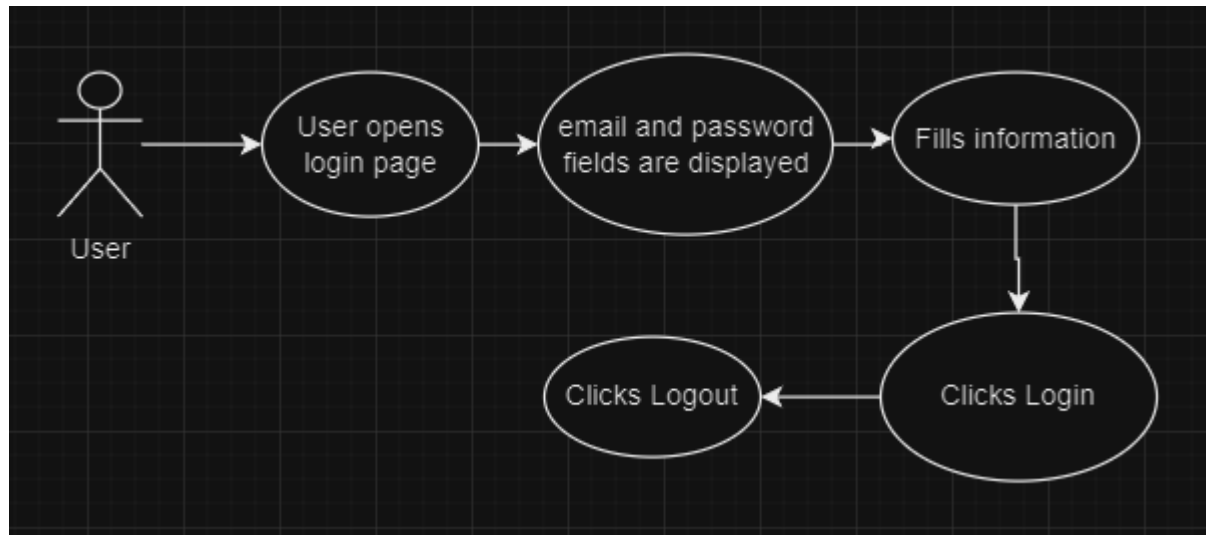 User opens
login page
email and password
fields are displayed
Fills information
User
Clicks Logout
Clicks Login